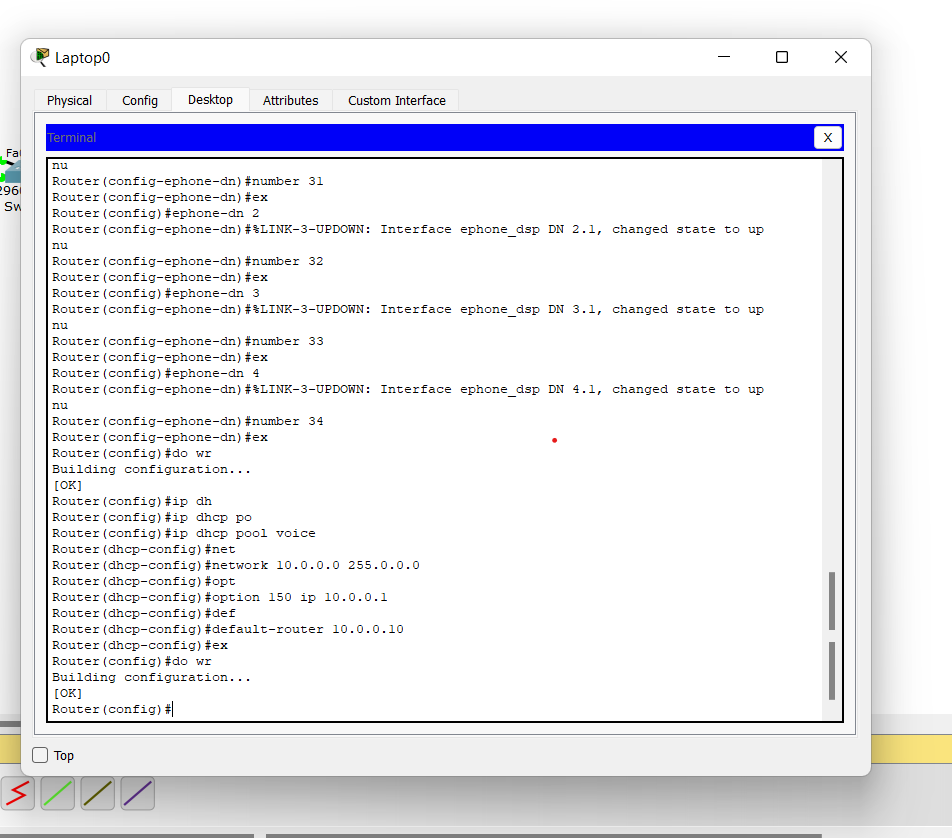 Laptop0
Physical Config Desktop Attributes Custom Interface
Terminal X
Fa
296
Sw
nu
Router(config-ephone-dn)#number 31
Router(config-ephone-dn)#ex
Router(config)#ephone-dn 2
Router(config-ephone-dn)#%LINK-3-UPDOWN: Interface ephone_dsp DN 2.1, changed state to up
nu
Router(config-ephone-dn)#number 32
Router(config-ephone-dn)#ex
Router(config)#ephone-dn 3
Router(config-ephone-dn)#%LINK-3-UPDOWN: Interface ephone_dsp DN 3.1, changed state to up
nu
Router(config-ephone-dn)#number 33
Router(config-ephone-dn)#ex
Router(config)#ephone-dn 4
Router(config-ephone-dn)#%LINK-3-UPDOWN: Interface ephone_dsp DN 4.1, changed state to up
nu
Router(config-ephone-dn)#number 34
Router(config-ephone-dn)#ex
Router(config)#do wr
Building configuration...
[OK]
Router(config)#ip dh
Router(config)#ip dhcp po
Router(config)#ip dhcp pool voice
Router(dhcp-config)#net
Router(dhcp-config)#network 10.0.0.0 255.0.0.0
Router(dhcp-config)#opt
Router(dhcp-config)#option 150 ip 10.0.0.1
Router(dhcp-config)#def
Router(dhcp-config)#default-router 10.0.0.10
Router(dhcp-config)#ex
Router(config)#do wr
Building configuration...
[OK]
Router(config)#
Top